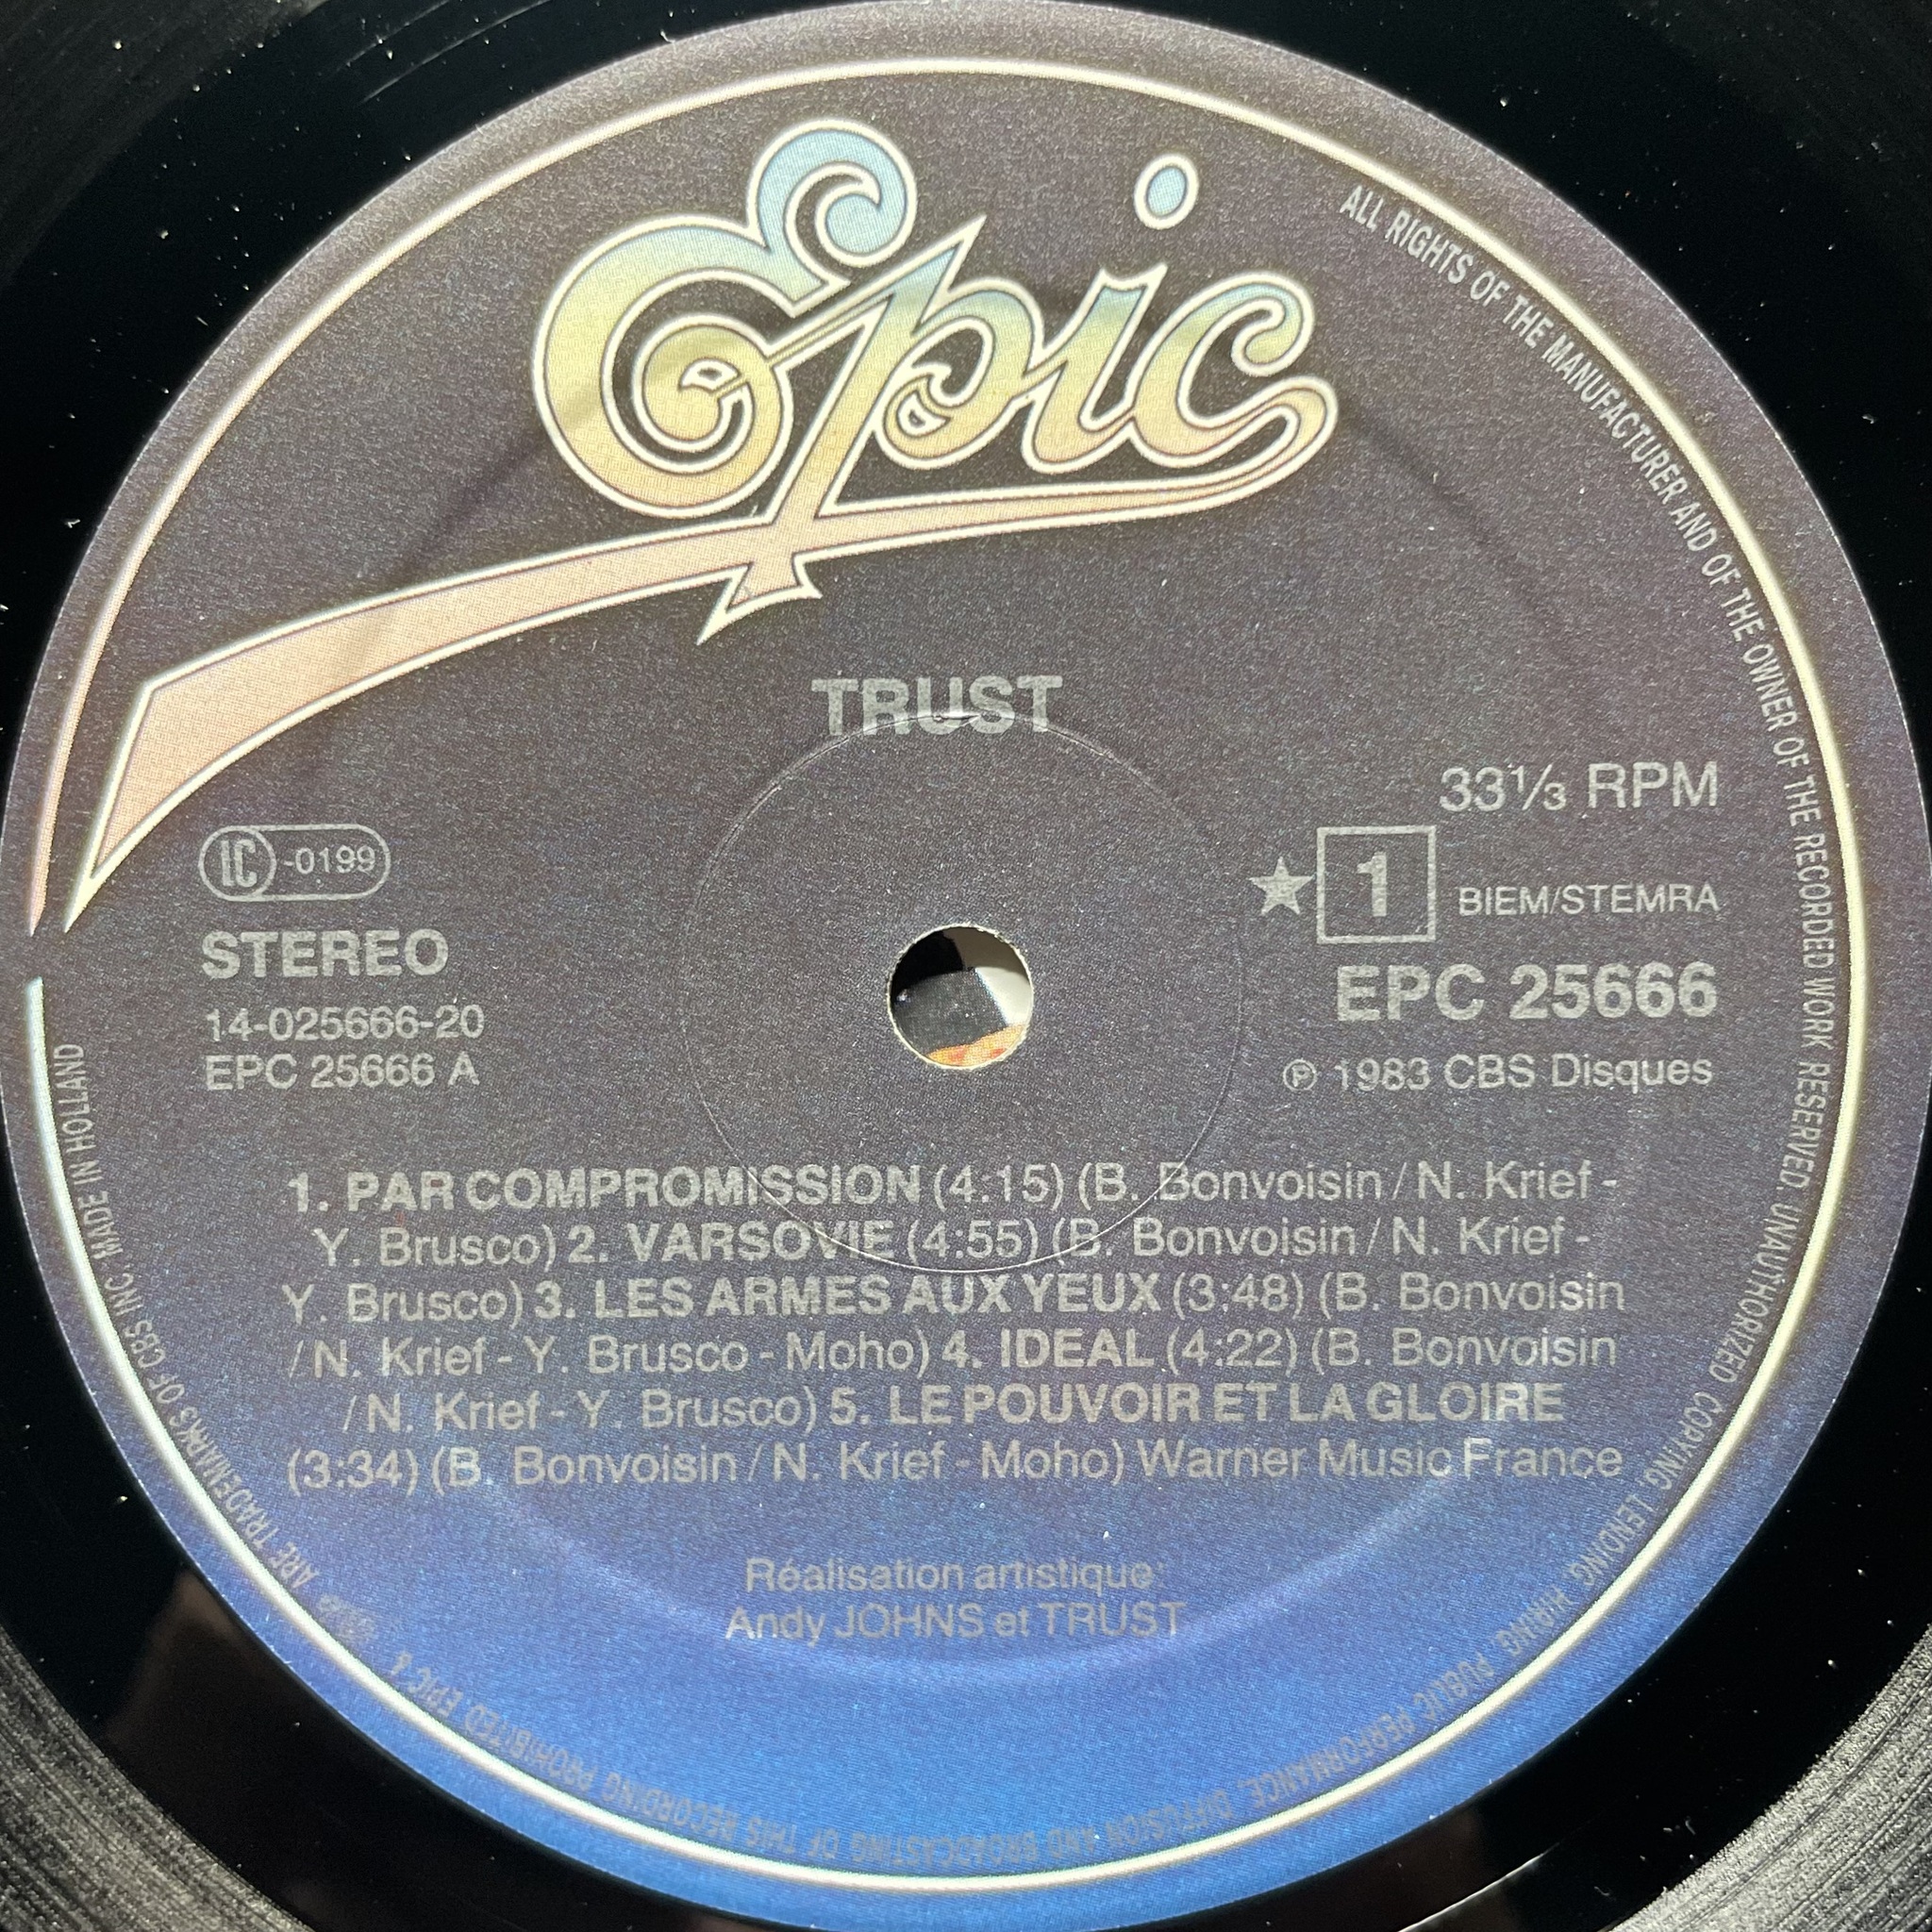 Epic
TRUST
33⅓ RPM
LC -0199
★ 1 BIEM/STEMRA
STEREO
EPC 25666
14-025666-20
EPC 25666 A
℗ 1983 CBS Disques
1. PAR COMPROMISSION (4:15) (B. Bonvoisin / N. Krief -
Y. Brusco) 2. VARSOVIE (4:55) (B. Bonvoisin / N. Krief -
Y. Brusco) 3. LES ARMES AUX YEUX (3:48) (B. Bonvoisin
/ N. Krief - Y. Brusco - Moho) 4. IDEAL (4:22) (B. Bonvoisin
/ N. Krief - Y. Brusco) 5. LE POUVOIR ET LA GLOIRE
(3:34) (B. Bonvoisin / N. Krief - Moho) Warner Music France
Réalisation artistique:
Andy JOHNS et TRUST
ALL RIGHTS OF THE MANUFACTURER AND OF THE OWNER OF THE RECORDED WORK RESERVED. UNAUTHORIZED COPYING, LENDING, HIRING, PUBLIC PERFORMANCE, DIFFUSION AND BROADCASTING OF THIS RECORDING PROHIBITED. EPIC & ARE TRADEMARKS OF CBS INC. MADE IN HOLLAND